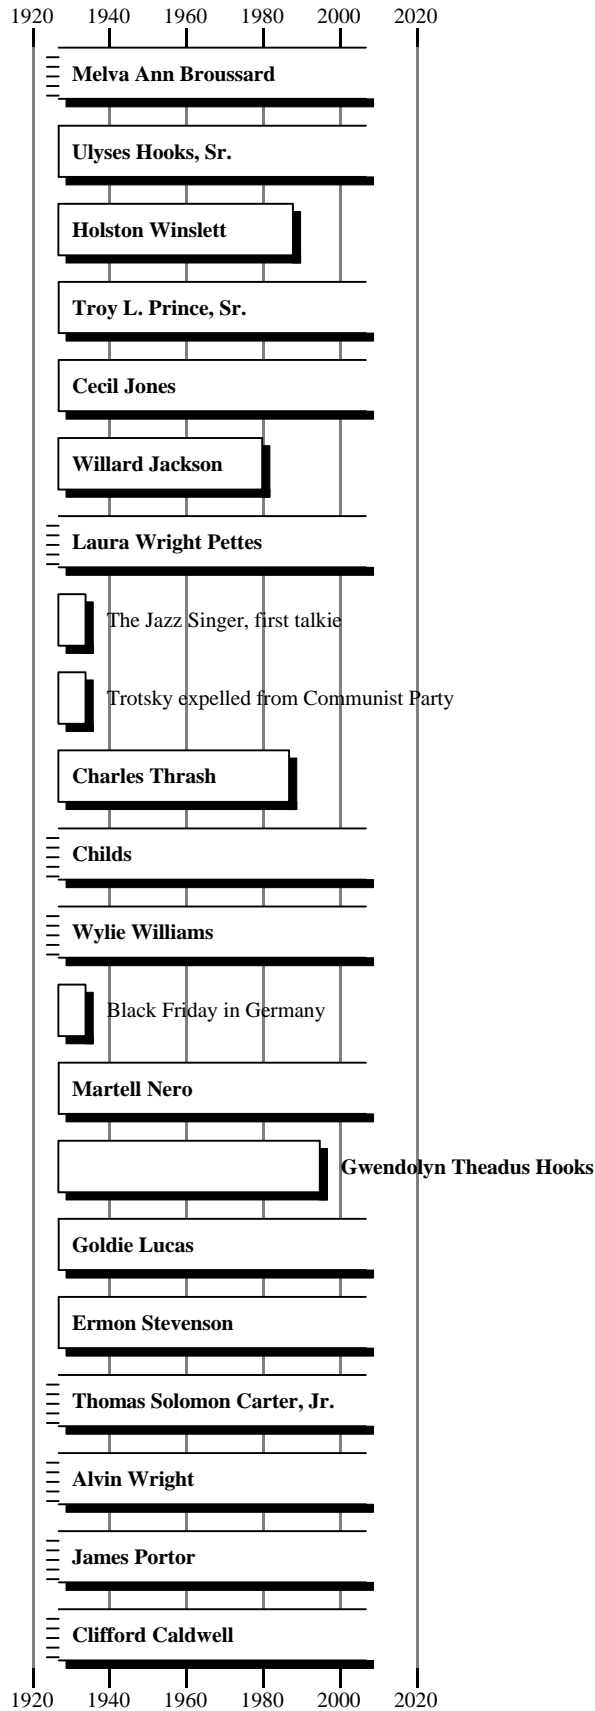 1920 1940 1960 1980 2000 2020
Melva Ann Broussard
Ulyses Hooks, Sr.
Holston Winslett
Troy L. Prince, Sr.
Cecil Jones
Willard Jackson
Laura Wright Pettes
The Jazz Singer, first talkie
Trotsky expelled from Communist Party
Charles Thrash
Childs
Wylie Williams
Black Friday in Germany
Martell Nero
Gwendolyn Theadus Hooks
Goldie Lucas
Ermon Stevenson
Thomas Solomon Carter, Jr.
Alvin Wright
James Portor
Clifford Caldwell
1920 1940 1960 1980 2000 2020